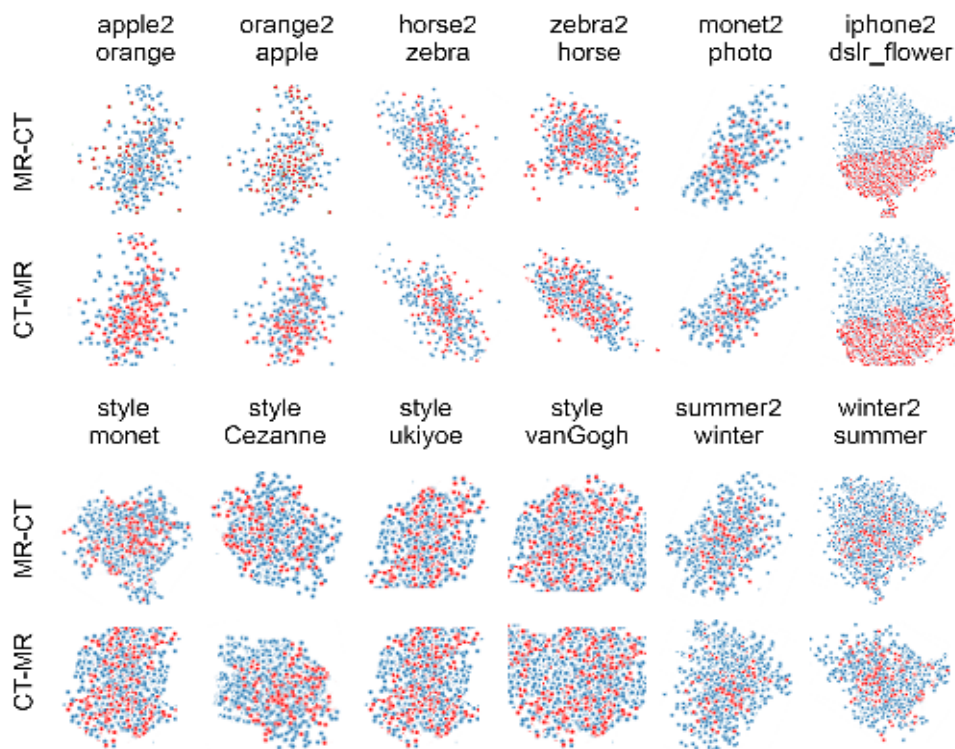 apple2 orange2 horse2 zebra2 monet2 iphone2
orange apple zebra horse photo dslr_flower
MR-CT
CT-MR
style style style style summer2 winter2
monet Cezanne ukiyoe vanGogh winter summer
MR-CT
CT-MR